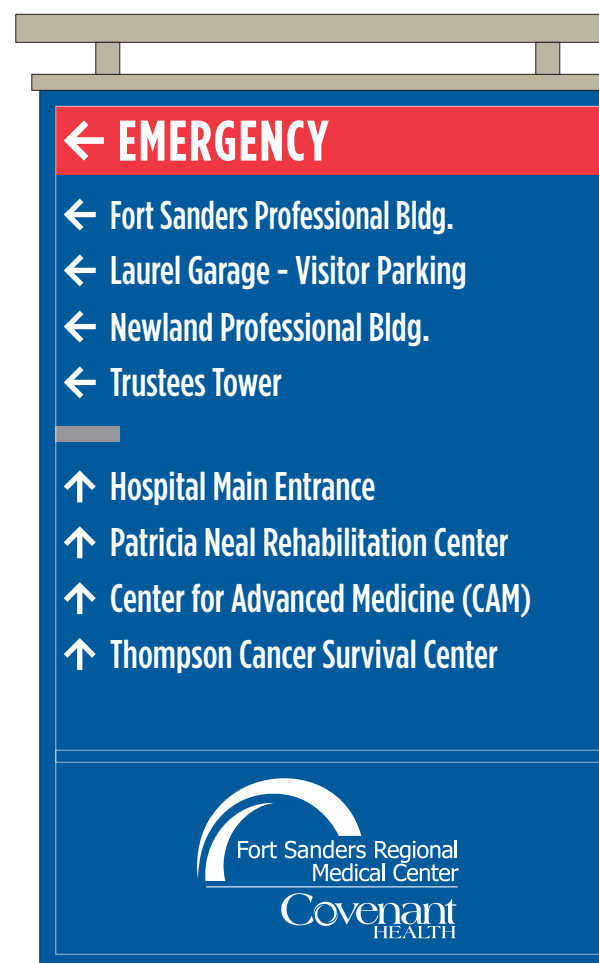 ← EMERGENCY
← Fort Sanders Professional Bldg.
← Laurel Garage - Visitor Parking
← Newland Professional Bldg.
← Trustees Tower
↑ Hospital Main Entrance
↑ Patricia Neal Rehabilitation Center
↑ Center for Advanced Medicine (CAM)
↑ Thompson Cancer Survival Center
Fort Sanders Regional
Medical Center
Covenant
HEALTH